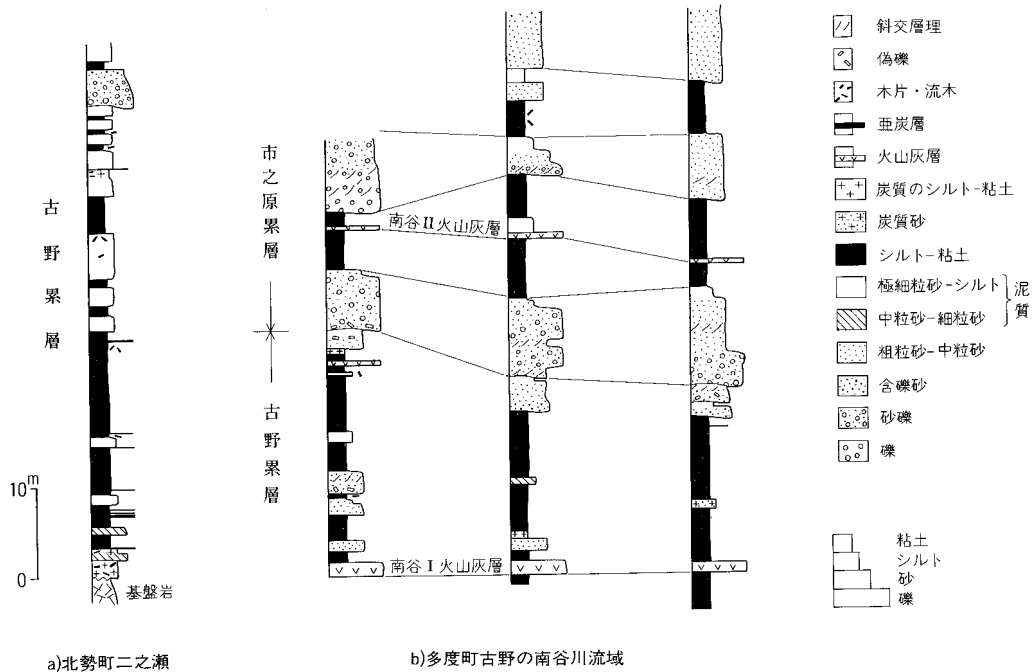 古野累層
10m
0
基盤岩
a)北勢町二之瀬
市之原累層
古野累層
南谷II火山灰層
南谷I火山灰層
b)多度町古野の南谷川流域
斜交層理
偽礫
木片・流木
亜炭層
火山灰層
炭質のシルト-粘土
炭質砂
シルト-粘土
極細粒砂-シルト
中粒砂-細粒砂
泥質
粗粒砂-中粒砂
含礫砂
砂礫
礫
粘土
シルト
砂
礫